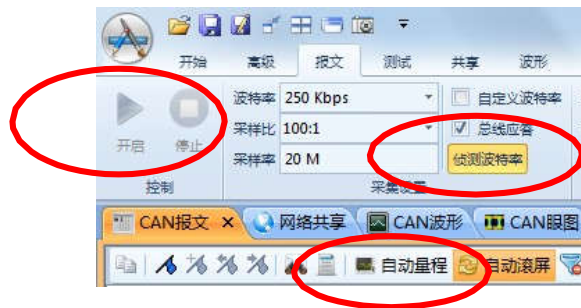 开始 高级 报文 测试 共享 波形
波特率 250 Kbps 自定义波特率
开启 停止 采样比 100:1 总线应答
采样率 20 M 侦测波特率
控制 采集设置
CAN报文 × 网络共享 CAN波形 CAN眼图
自动量程 自动滚屏